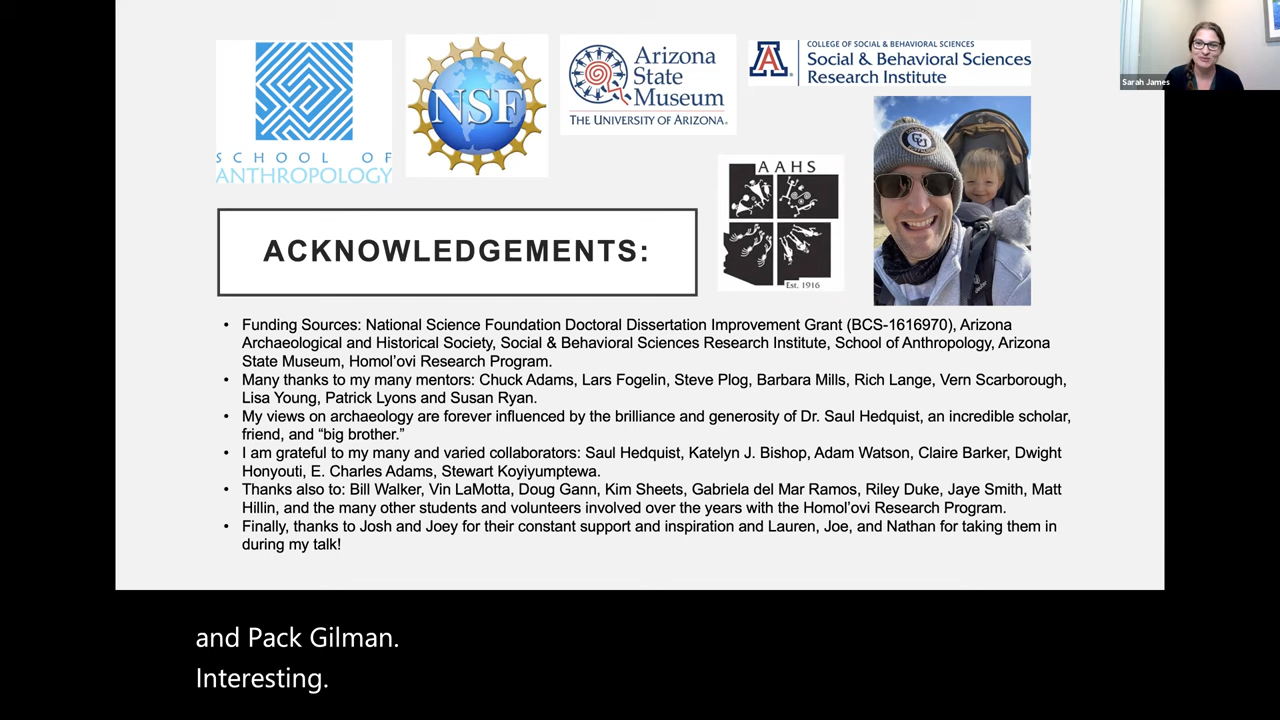 SCHOOL OF
ANTHROPOLOGY
NSF
Arizona
State
Museum
THE UNIVERSITY OF ARIZONA®
A
COLLEGE OF SOCIAL & BEHAVIORAL SCIENCES
Social & Behavioral Sciences
Research Institute
Sarah James
CU
AAHS
Est. 1916
ACKNOWLEDGEMENTS:
• Funding Sources: National Science Foundation Doctoral Dissertation Improvement Grant (BCS-1616970), Arizona
Archaeological and Historical Society, Social & Behavioral Sciences Research Institute, School of Anthropology, Arizona
State Museum, Homol’ovi Research Program.
• Many thanks to my many mentors: Chuck Adams, Lars Fogelin, Steve Plog, Barbara Mills, Rich Lange, Vern Scarborough,
Lisa Young, Patrick Lyons and Susan Ryan.
• My views on archaeology are forever influenced by the brilliance and generosity of Dr. Saul Hedquist, an incredible scholar,
friend, and “big brother.”
• I am grateful to my many and varied collaborators: Saul Hedquist, Katelyn J. Bishop, Adam Watson, Claire Barker, Dwight
Honyouti, E. Charles Adams, Stewart Koyiyumptewa.
• Thanks also to: Bill Walker, Vin LaMotta, Doug Gann, Kim Sheets, Gabriela del Mar Ramos, Riley Duke, Jaye Smith, Matt
Hillin, and the many other students and volunteers involved over the years with the Homol’ovi Research Program.
• Finally, thanks to Josh and Joey for their constant support and inspiration and Lauren, Joe, and Nathan for taking them in
during my talk!
and Pack Gilman.
Interesting.